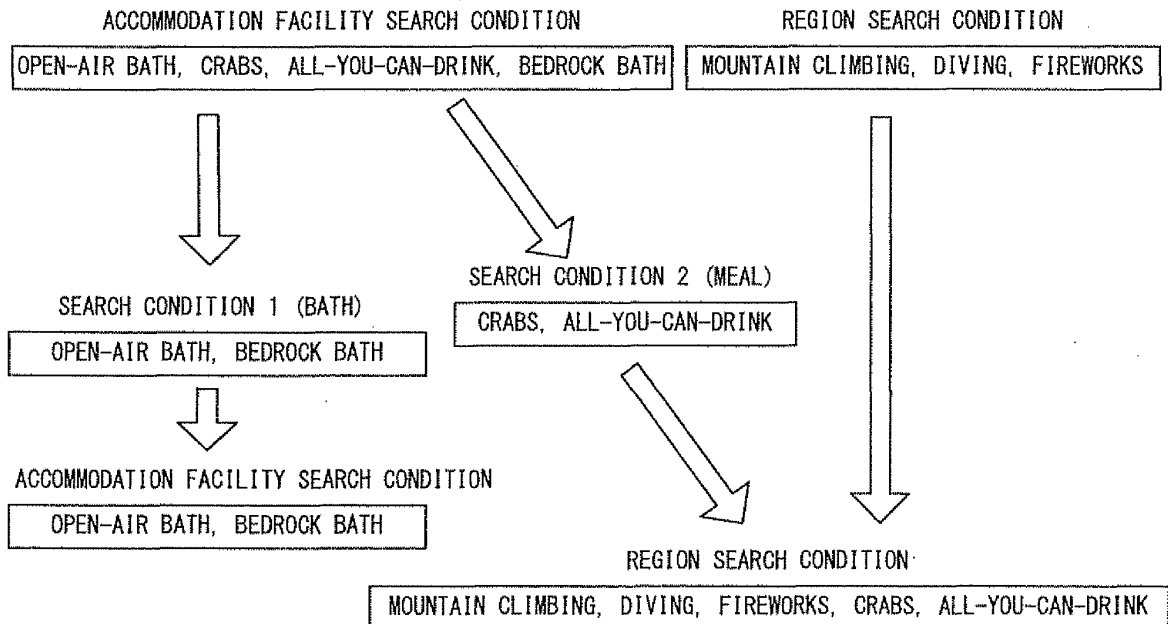 ACCOMMODATION FACILITY SEARCH CONDITION
OPEN-AIR BATH, CRABS, ALL-YOU-CAN-DRINK, BEDROCK BATH
REGION SEARCH CONDITION
MOUNTAIN CLIMBING, DIVING, FIREWORKS
SEARCH CONDITION 1 (BATH)
OPEN-AIR BATH, BEDROCK BATH
SEARCH CONDITION 2 (MEAL)
CRABS, ALL-YOU-CAN-DRINK
ACCOMMODATION FACILITY SEARCH CONDITION
OPEN-AIR BATH, BEDROCK BATH
REGION SEARCH CONDITION
MOUNTAIN CLIMBING, DIVING, FIREWORKS, CRABS, ALL-YOU-CAN-DRINK